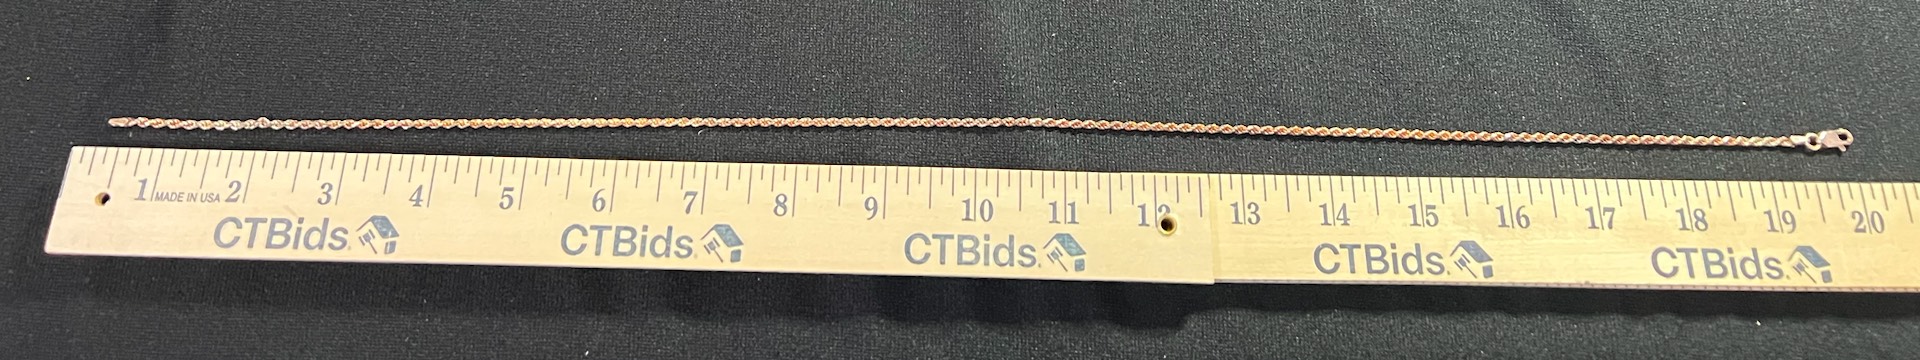 1 MADE IN USA 2 3 4 5 6 7 8 9 10 11 12 13 14 15 16 17 18 19 20
CTBids. CTBids. CTBids. CTBids. CTBids.